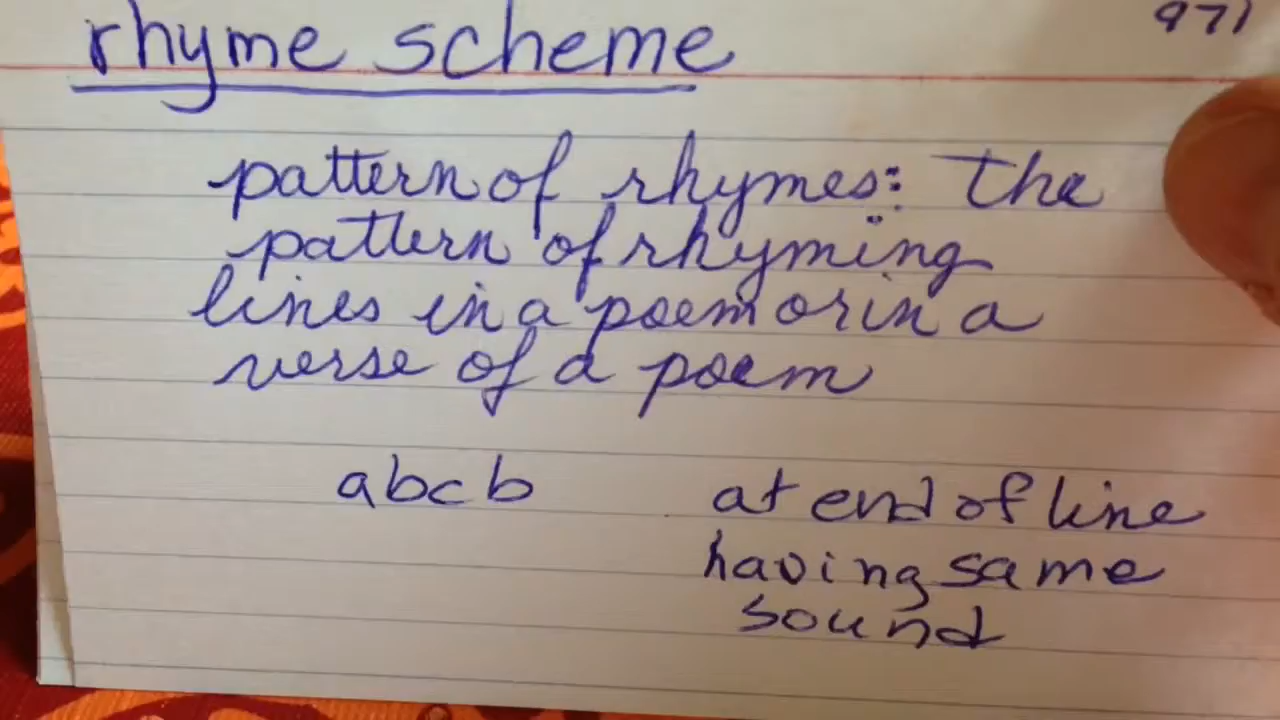 971
rhyme scheme
pattern of rhymes: The
pattern of rhyming
lines in a poem or in a
verse of a poem
abcb
at end of line
having same
sound